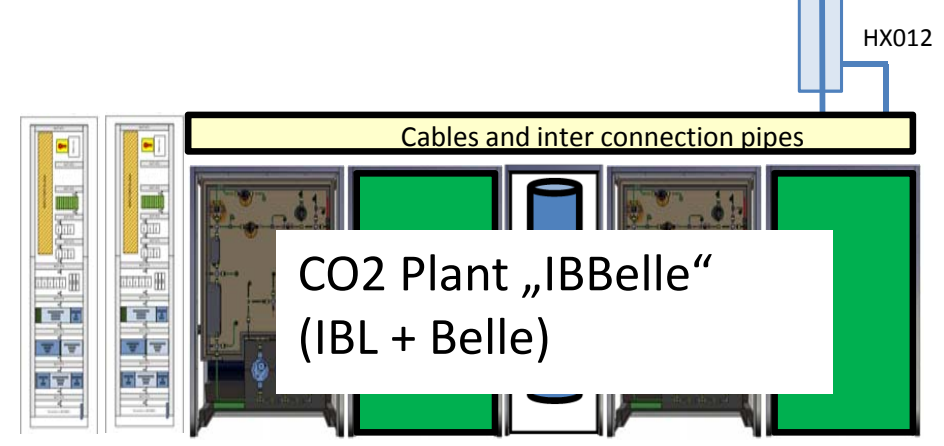 HX012
Cables and inter connection pipes
CO2 Plant „IBBelle“
(IBL + Belle)